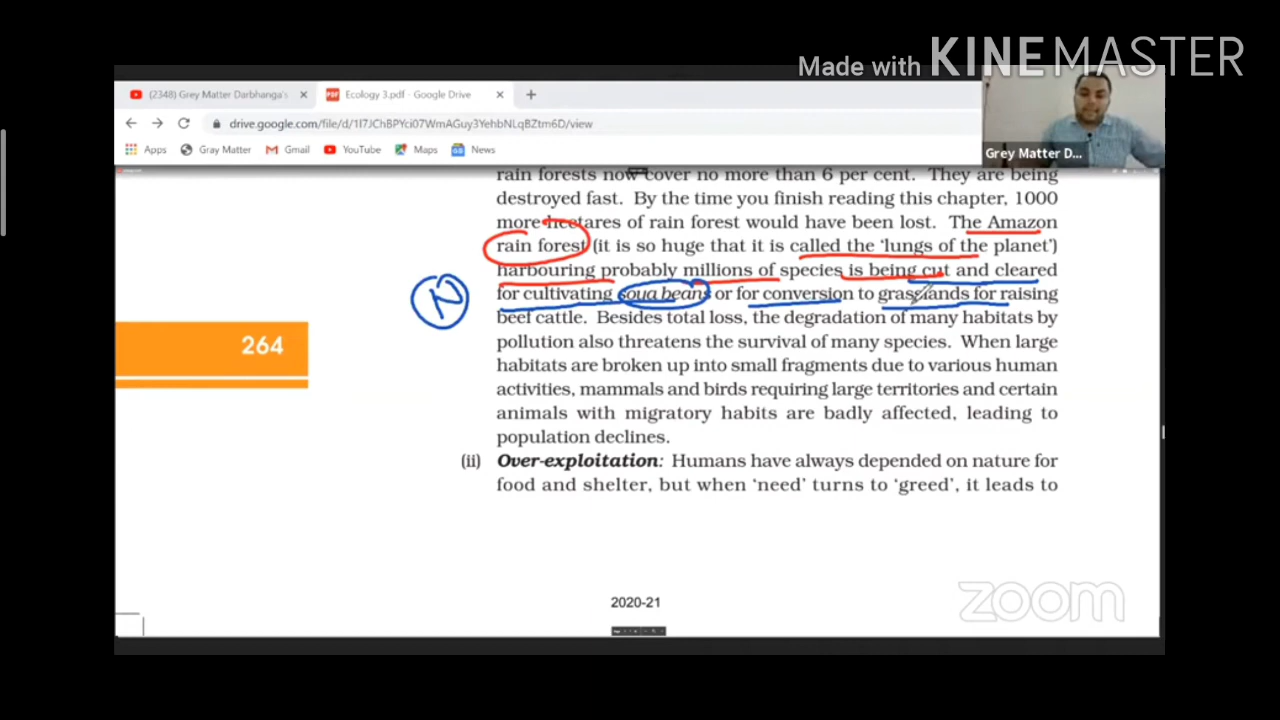 Made with KINEMASTER
(2348) Grey Matter Darbhanga's
Ecology 3.pdf - Google Drive
drive.google.com/file/d/1I7JChBPYci07WmAGuy3YehbNLqBZtm6D/view
Apps Gray Matter Gmail YouTube Maps News
Grey Matter D...
rain forests now cover no more than 6 per cent. They are being
destroyed fast. By the time you finish reading this chapter, 1000
more hectares of rain forest would have been lost. The Amazon
rain forest (it is so huge that it is called the ‘lungs of the planet’)
harbouring probably millions of species is being cut and cleared
for cultivating soya beans or for conversion to grasslands for raising
N
beef cattle. Besides total loss, the degradation of many habitats by
264
pollution also threatens the survival of many species. When large
habitats are broken up into small fragments due to various human
activities, mammals and birds requiring large territories and certain
animals with migratory habits are badly affected, leading to
population declines.
(ii) Over-exploitation: Humans have always depended on nature for
food and shelter, but when ‘need’ turns to ‘greed’, it leads to
2020-21
zoom